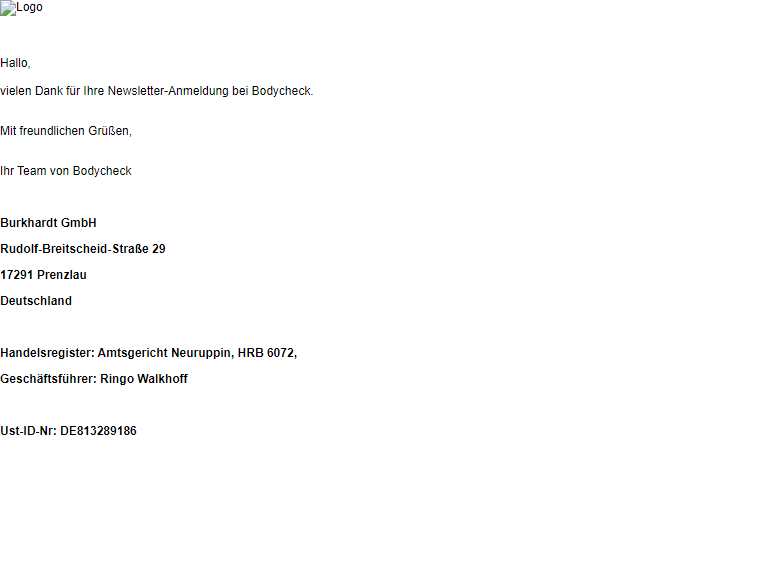 Logo
Hallo,
vielen Dank für Ihre Newsletter-Anmeldung bei Bodycheck.
Mit freundlichen Grüßen,
Ihr Team von Bodycheck
Burkhardt GmbH
Rudolf-Breitscheid-Straße 29
17291 Prenzlau
Deutschland
Handelsregister: Amtsgericht Neuruppin, HRB 6072,
Geschäftsführer: Ringo Walkhoff
Ust-ID-Nr: DE813289186